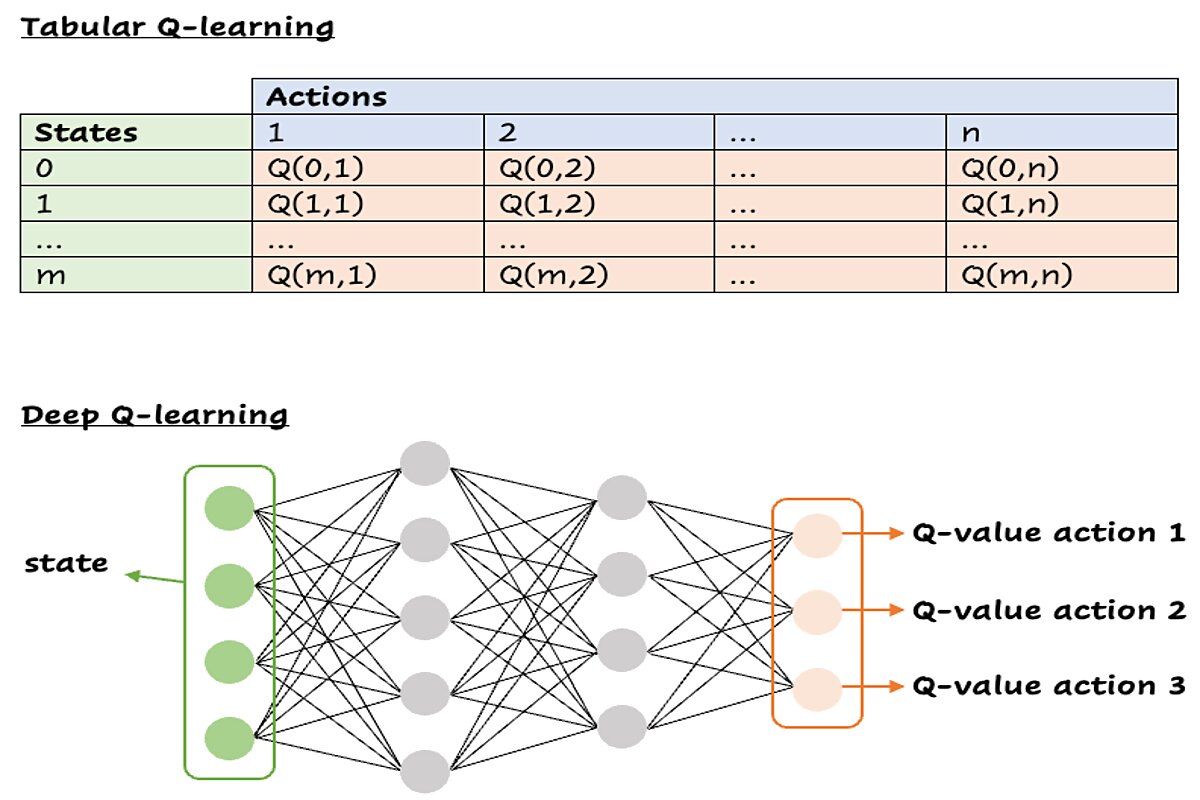 Tabular Q-learning
Actions
States 1 2 ... n
0 Q(0,1) Q(0,2) ... Q(0,n)
1 Q(1,1) Q(1,2) ... Q(1,n)
... ... ... ... ...
m Q(m,1) Q(m,2) ... Q(m,n)
Deep Q-learning
state
Q-value action 1
Q-value action 2
Q-value action 3